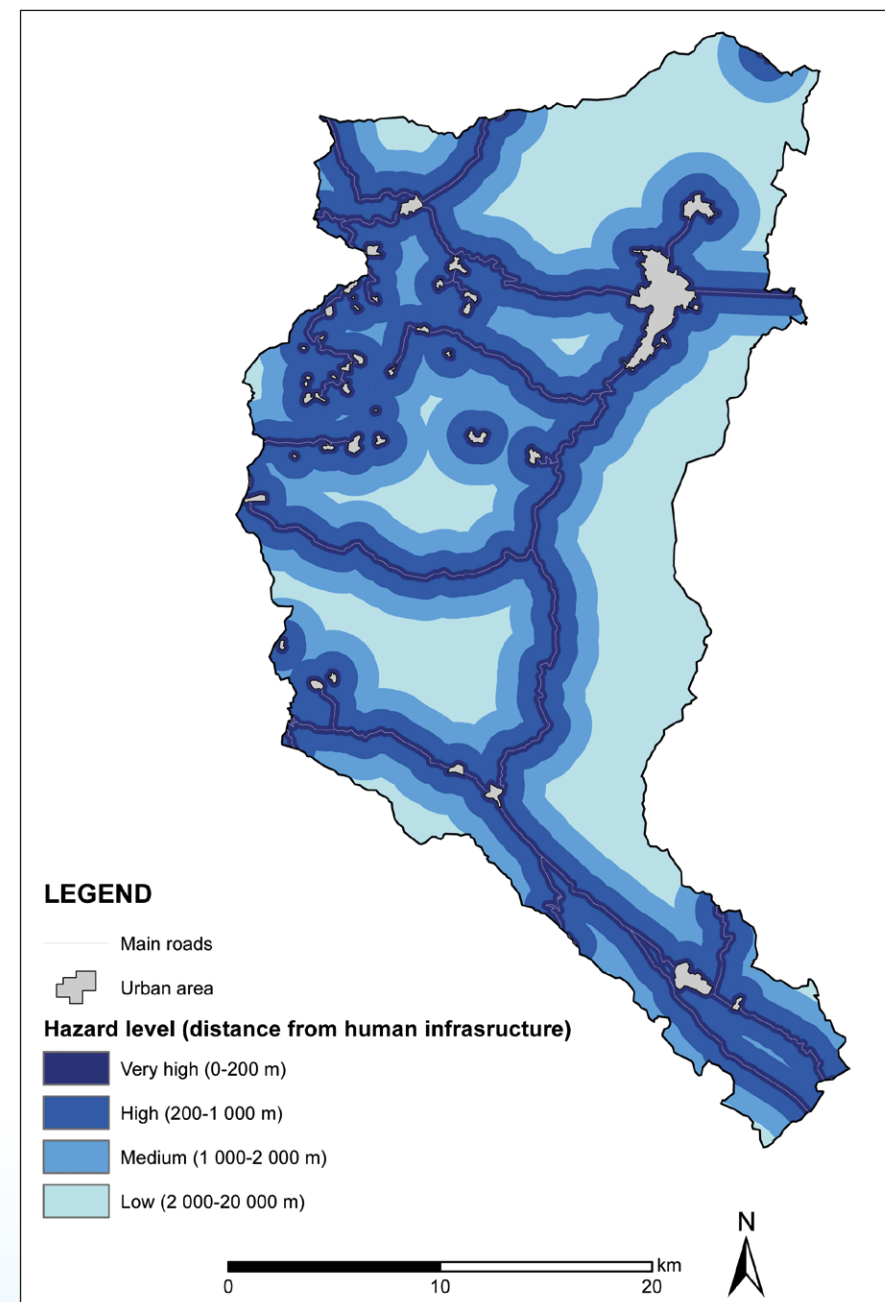 LEGEND
Main roads
Urban area
Hazard level (distance from human infrasructure)
Very high (0-200 m)
High (200-1 000 m)
Medium (1 000-2 000 m)
Low (2 000-20 000 m)
N
km
0 10 20